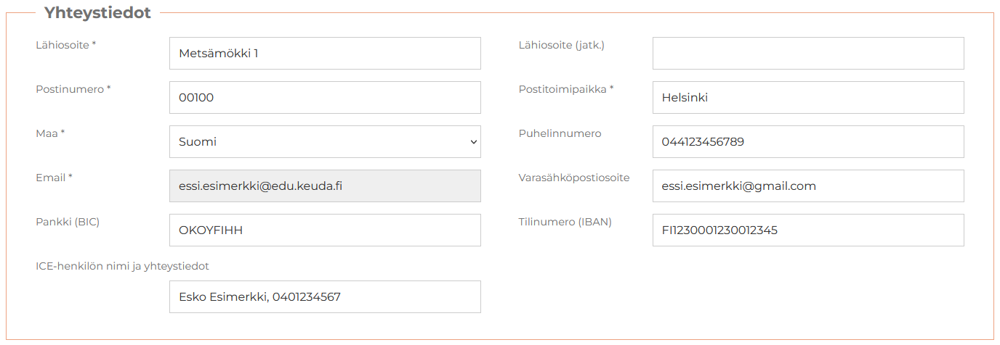 Yhteystiedot
Lähiosoite *
Metsämökki 1
Lähiosoite (jatk.)
Postinumero *
00100
Postitoimipaikka *
Helsinki
Maa *
Suomi
Puhelinnumero
044123456789
Email *
essi.esimerkki@edu.keuda.fi
Varasähköpostiosoite
essi.esimerkki@gmail.com
Pankki (BIC)
OKOYFIHH
Tilinumero (IBAN)
FI1230001230012345
ICE-henkilön nimi ja yhteystiedot
Esko Esimerkki, 0401234567